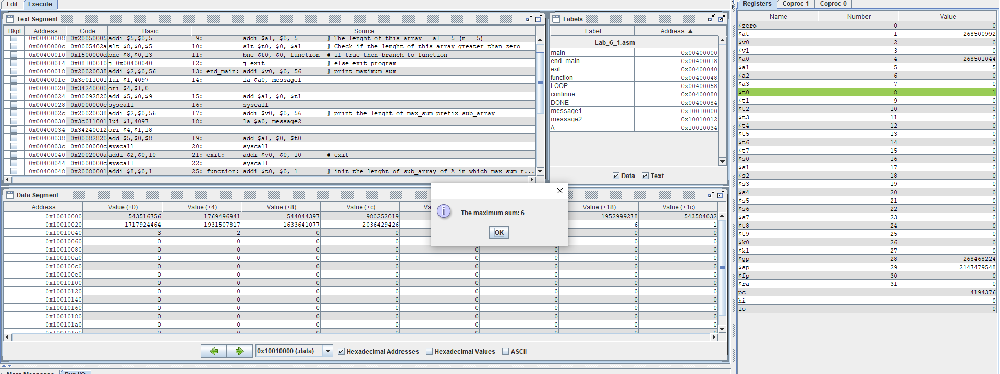 Edit Execute
Text Segment
Bkpt Address Code Basic Source
0x00400008 0x20050005 addi $5,$0,5 9: addi $a1, $0, 5 # The lenght of this array = a1 = 5 (n = 5)
0x0040000c 0x0005402a slt $8,$0,$5 10: slt $t0, $0, $a1 # Check if the lenght of this array greater than zero
0x00400010 0x1500000d bne $8,$0,13 11: bne $t0, $0, function # if true then branch to function
0x00400014 0x08100010 j 0x00400040 12: j exit # else exit program
0x00400018 0x20020038 addi $2,$0,56 13: end_main: addi $v0, $0, 56 # print maximum sum
0x0040001c 0x3c011001 lui $1,4097 14: la $a0, message1
0x00400020 0x34240000 ori $4,$1,0
0x00400024 0x00092820 add $5,$0,$9 15: add $a1, $0, $t1
0x00400028 0x0000000c syscall 16: syscall
0x0040002c 0x20020038 addi $2,$0,56 17: addi $v0, $0, 56 # print the lenght of max_sum prefix sub_array
0x00400030 0x3c011001 lui $1,4097 18: la $a0, message2
0x00400034 0x34240012 ori $4,$1,18
0x00400038 0x00082820 add $5,$0,$8 19: add $a1, $0, $t0
0x0040003c 0x0000000c syscall 20: syscall
0x00400040 0x2002000a addi $2,$0,10 21: exit: addi $v0, $0, 10 # exit
0x00400044 0x0000000c syscall 22: syscall
0x00400048 0x20080001 addi $8,$0,1 25: function: addi $t0, $0, 1 # init the lenght of sub_array of A in which max sum r...
Labels
Label Address ▲
Lab_6_1.asm
main 0x00400000
end_main 0x00400018
exit 0x00400040
function 0x00400048
LOOP 0x00400058
continue 0x00400080
DONE 0x00400084
message1 0x10010000
message2 0x10010012
A 0x10010034
Data Text
Data Segment
Address Value (+0) Value (+4) Value (+8) Value (+c) Va Value (+18) Value (+1c)
0x10010000 543516756 1769496941 544044397 980252019 1952999278 543584032
0x10010020 1717924464 1931507817 1633641077 2036429426 6 -1
0x10010040 3 -2 0 0 0 0
0x10010060 0 0 0 0 0 0
0x10010080 0 0 0 0 0 0 0 0
0x100100a0 0 0 0 0 0 0 0 0
0x100100c0 0 0 0 0 0 0 0 0
0x100100e0 0 0 0 0 0 0 0 0
0x10010100 0 0 0 0 0 0 0 0
0x10010120 0 0 0 0 0 0 0 0
0x10010140 0 0 0 0 0 0 0 0
0x10010160 0 0 0 0 0 0 0 0
0x10010180 0 0 0 0 0 0 0 0
0x100101a0 0 0 0 0 0 0 0 0
0x100101c0 0 0 0 0 0 0 0 0
The maximum sum: 6
OK
0x10010000 (.data) Hexadecimal Addresses Hexadecimal Values ASCII
Registers Coproc 1 Coproc 0
Name Number Value
$zero 0 0
$at 1 268500992
$v0 2 0
$v1 3 0
$a0 4 268501044
$a1 5 5
$a2 6 0
$a3 7 0
$t0 8 1
$t1 9 0
$t2 10 0
$t3 11 0
$t4 12 0
$t5 13 0
$t6 14 0
$t7 15 0
$s0 16 0
$s1 17 0
$s2 18 0
$s3 19 0
$s4 20 0
$s5 21 0
$s6 22 0
$s7 23 0
$t8 24 0
$t9 25 0
$k0 26 0
$k1 27 0
$gp 28 268468224
$sp 29 2147479548
$fp 30 0
$ra 31 0
pc 4194376
hi 0
lo 0